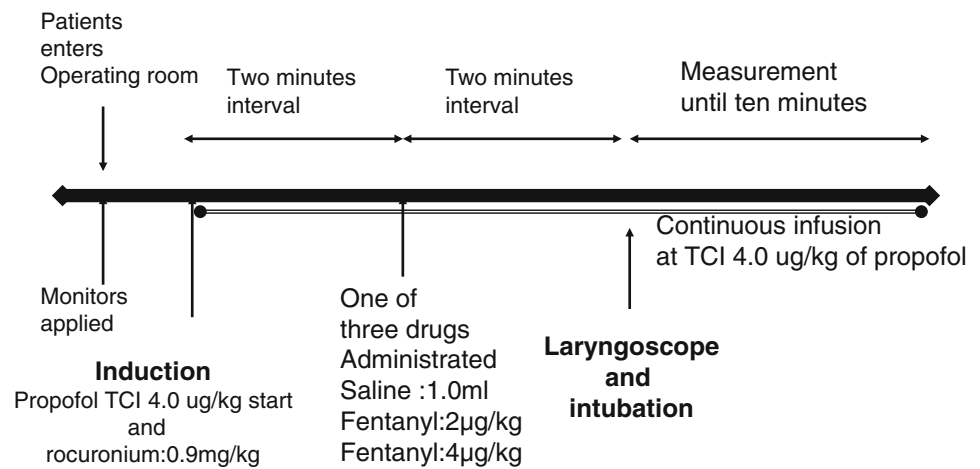 Patients
enters
Operating room
Two minutes
interval
Two minutes
interval
Measurement
until ten minutes
Continuous infusion
at TCI 4.0 ug/kg of propofol
Monitors
applied
Induction
Propofol TCI 4.0 ug/kg start
and
rocuronium:0.9mg/kg
One of
three drugs
Administrated
Saline :1.0ml
Fentanyl:2µg/kg
Fentanyl:4µg/kg
Laryngoscope
and
intubation